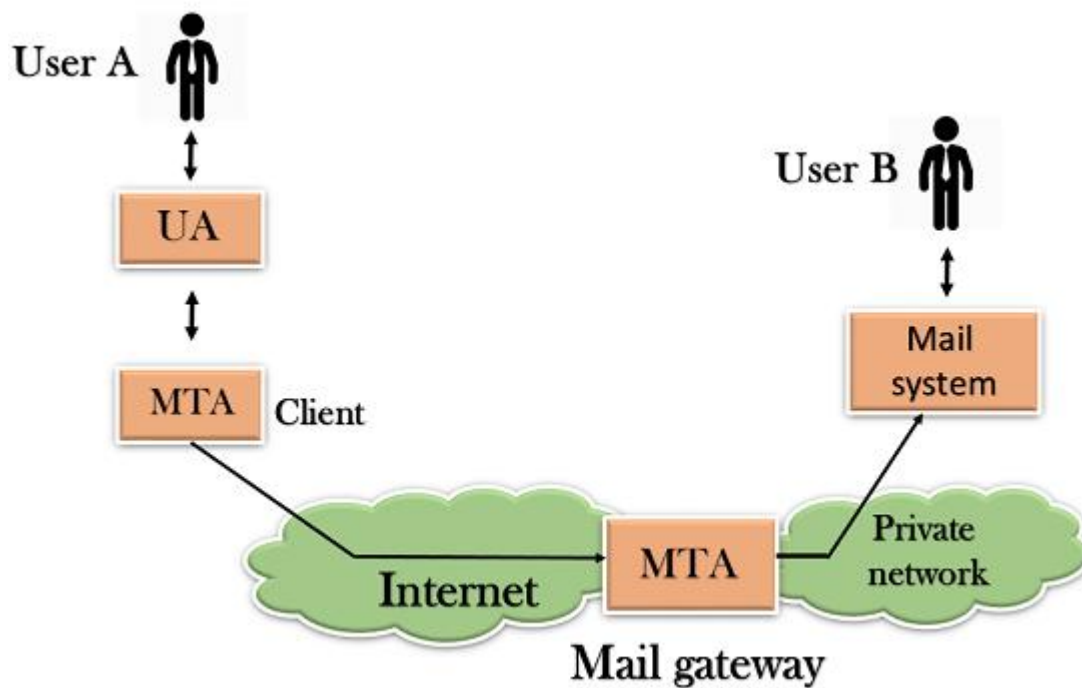 User A
User B
UA
Mail
system
MTA
Client
Private
network
MTA
Internet
Mail gateway